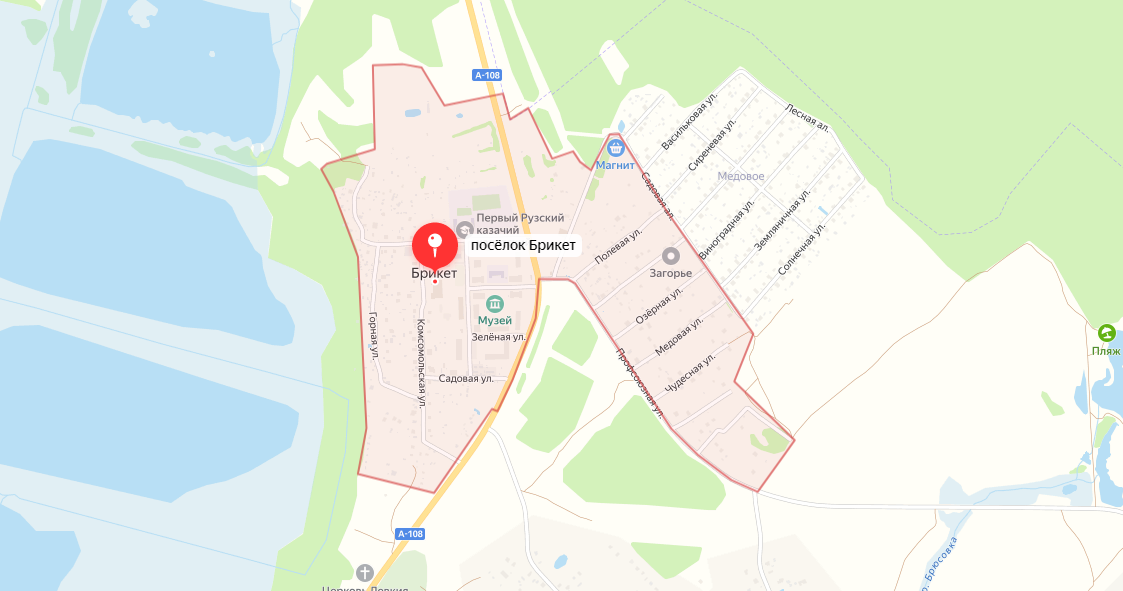 А-108
Васильковая ул.
Лесная ал.
Сиреневая ул.
Магнит
Медовое
Садовая ал.
Первый Рузский
казачий
Виноградная ул.
Земляничная ул.
Полевая ул.
посёлок Брикет
Солнечная ул.
Брикет
Загорье
Озёрная ул.
Музей
Горная ул.
Комсомольская ул.
Зелёная ул.
Медовая ул.
Пляж
Профсоюзная ул.
Чудесная ул.
Садовая ул.
А-108
р. Брюсовка
Церковь Левкия